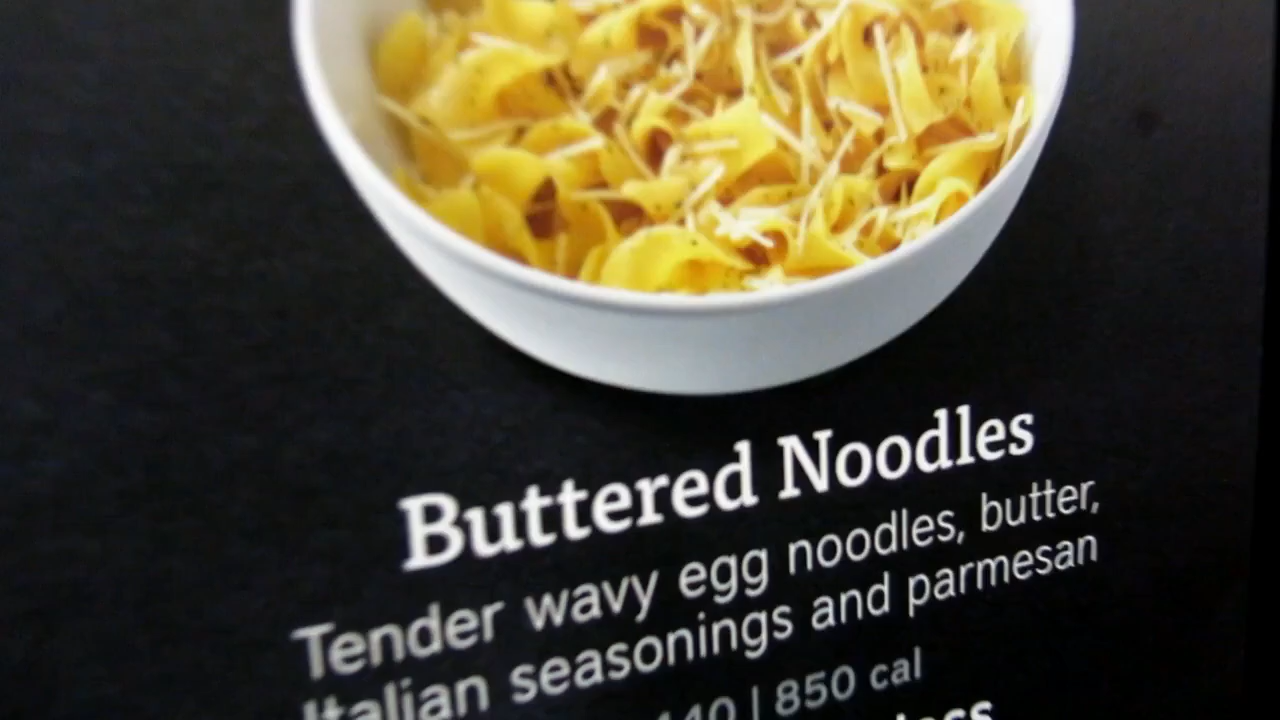 Buttered Noodles
Tender wavy egg noodles, butter,
Italian seasonings and parmesan
| 850 cal